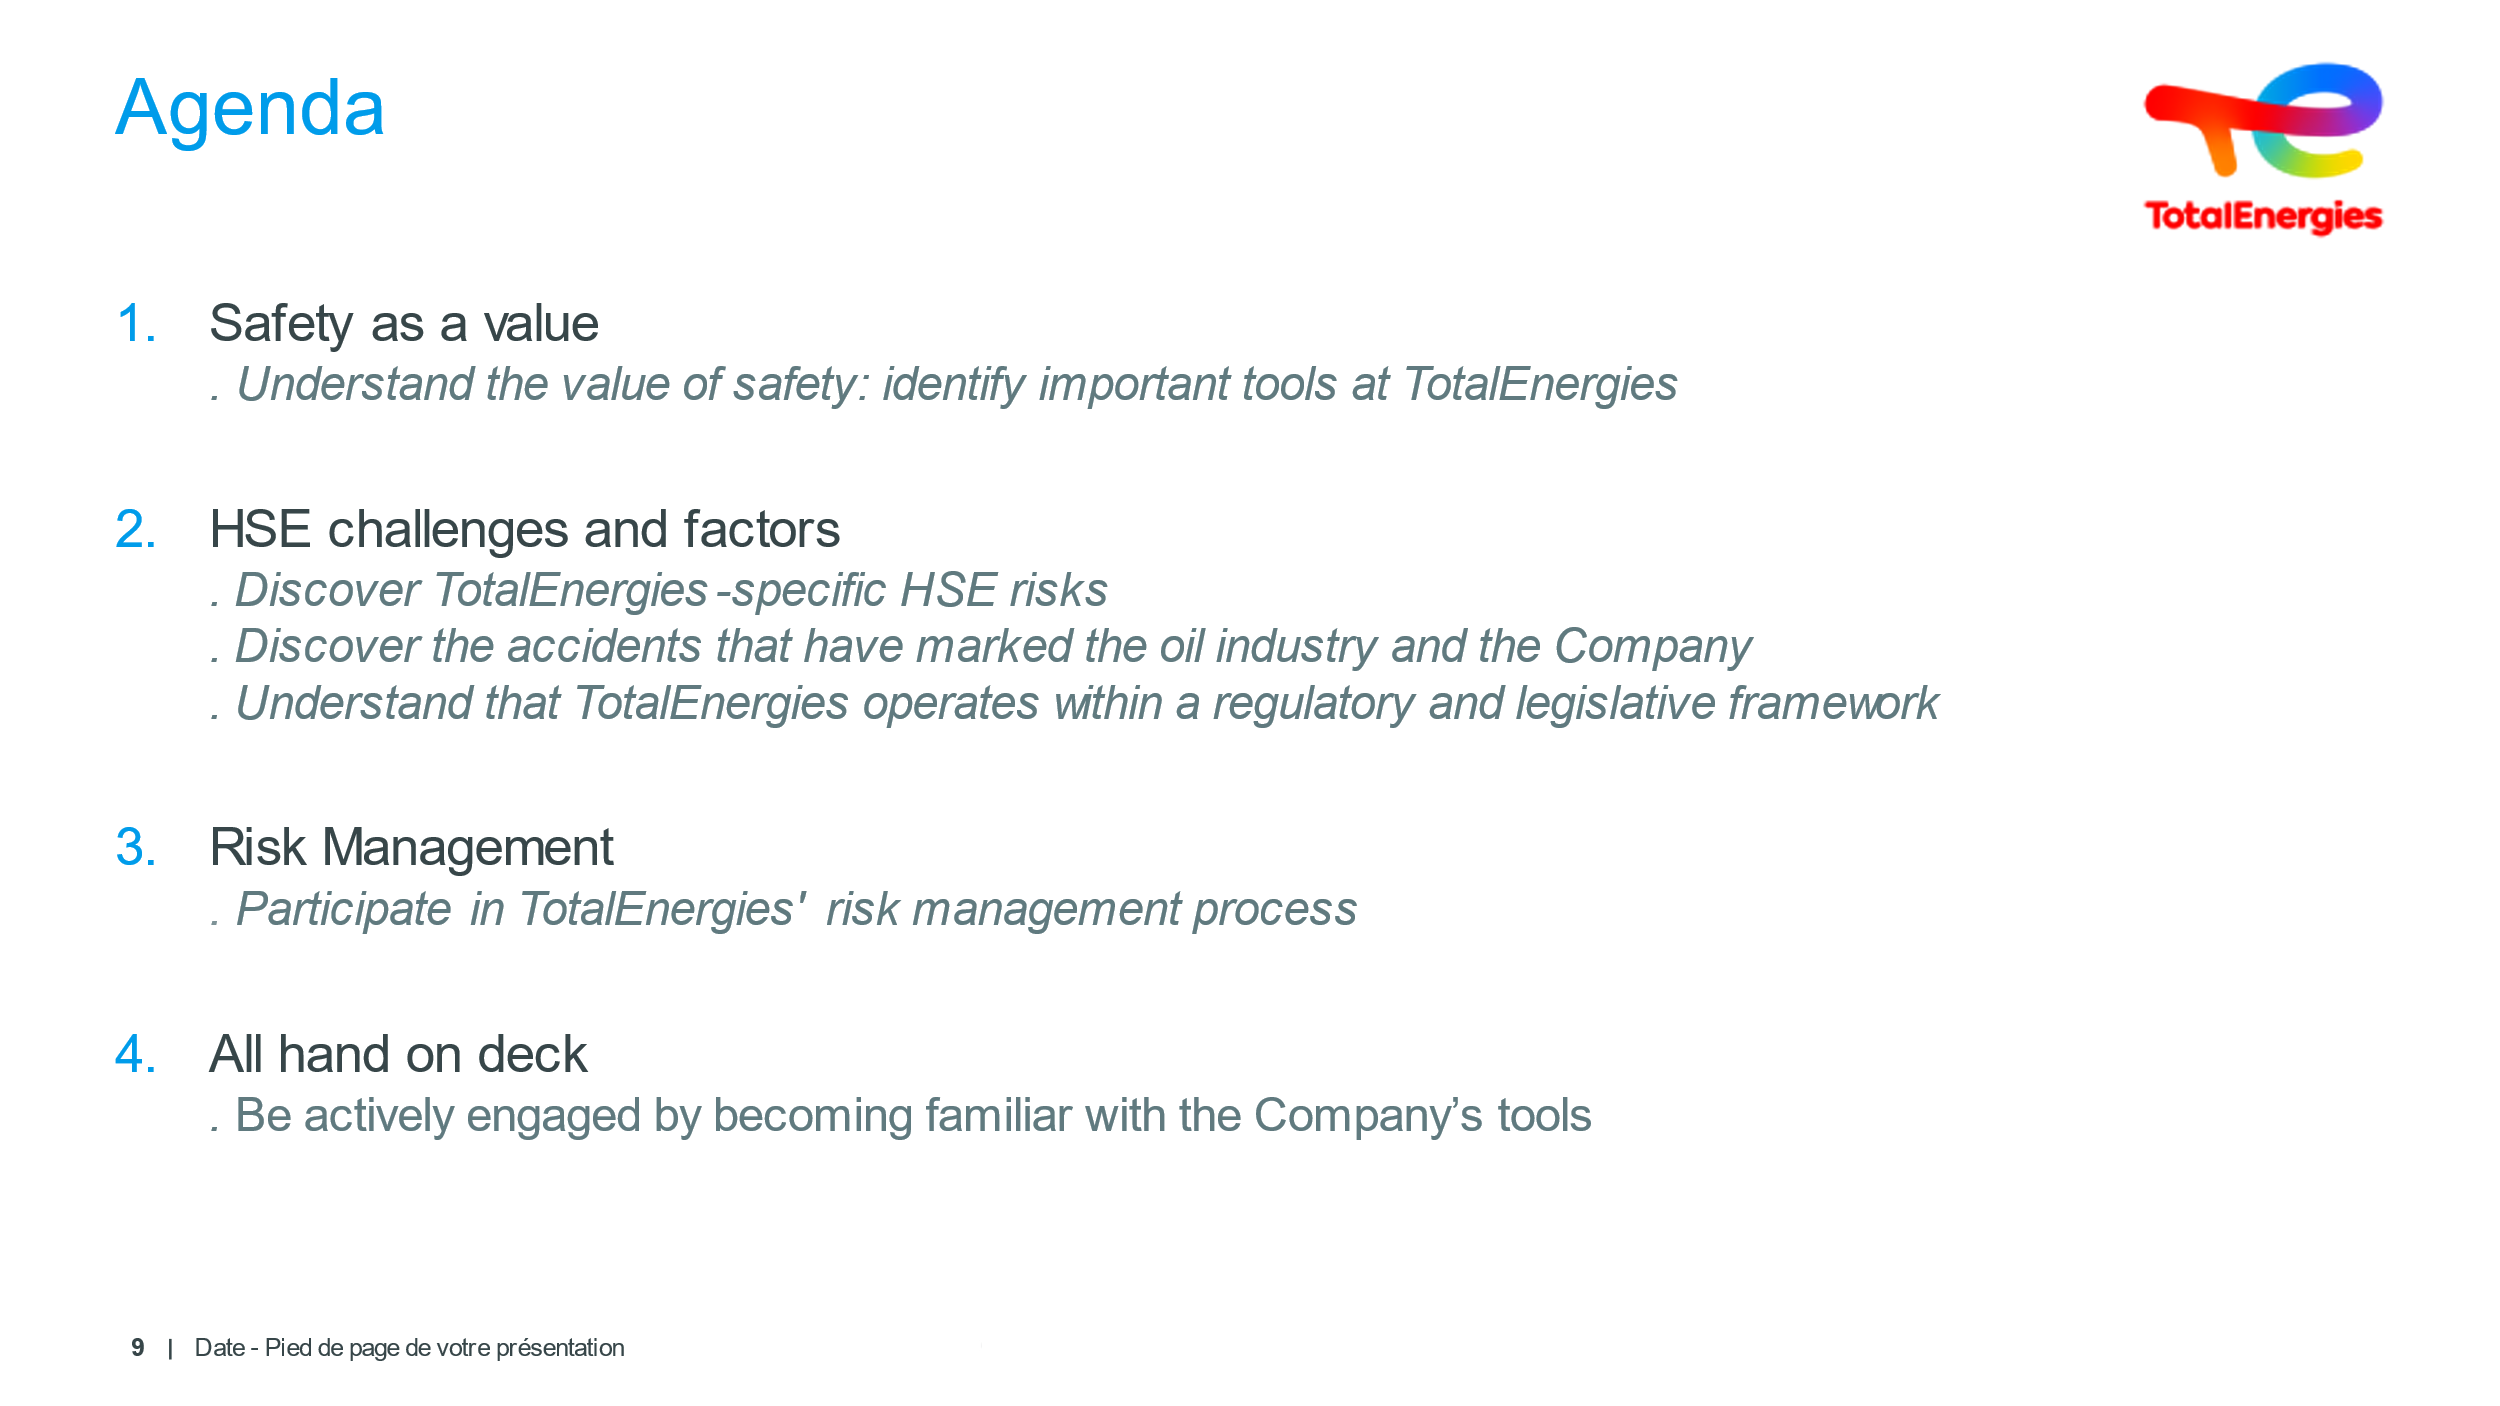 Agenda
TotalEnergies
1. Safety as a value
. Understand the value of safety: identify important tools at TotalEnergies
2. HSE challenges and factors
. Discover TotalEnergies -specific HSE risks
. Discover the accidents that have marked the oil industry and the Company
. Understand that TotalEnergies operates within a regulatory and legislative framework
3. Risk Management
. Participate in TotalEnergies' risk management process
4. All hand on deck
. Be actively engaged by becoming familiar with the Company’s tools
9 | Date - Pied de page de votre présentation